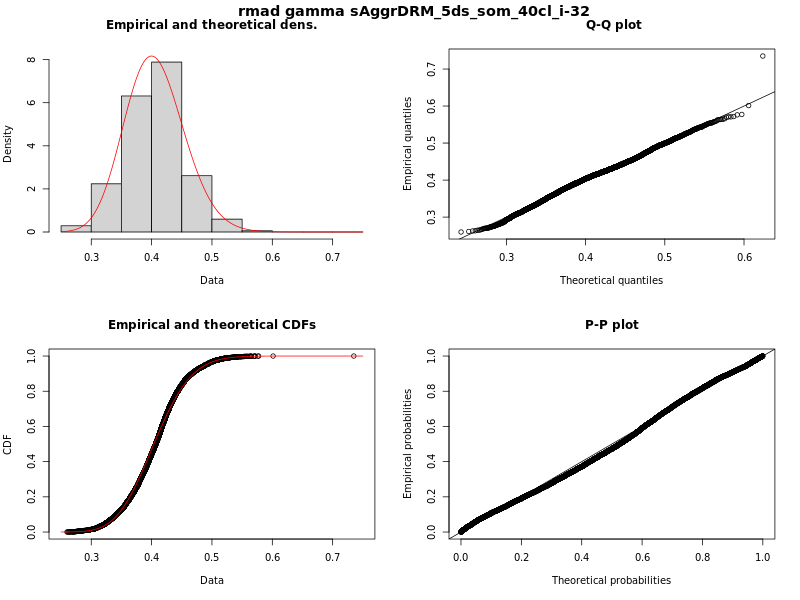 rmad gamma sAggrDRM_5ds_som_40cl_i-32
Empirical and theoretical dens.
Density
0 2 4 6 8
0.3 0.4 0.5 0.6 0.7
Data
Q-Q plot
Empirical quantiles
0.3 0.4 0.5 0.6 0.7
0.3 0.4 0.5 0.6
Theoretical quantiles
Empirical and theoretical CDFs
CDF
0.0 0.2 0.4 0.6 0.8 1.0
0.3 0.4 0.5 0.6 0.7
Data
P-P plot
Empirical probabilities
0.0 0.2 0.4 0.6 0.8 1.0
0.0 0.2 0.4 0.6 0.8 1.0
Theoretical probabilities